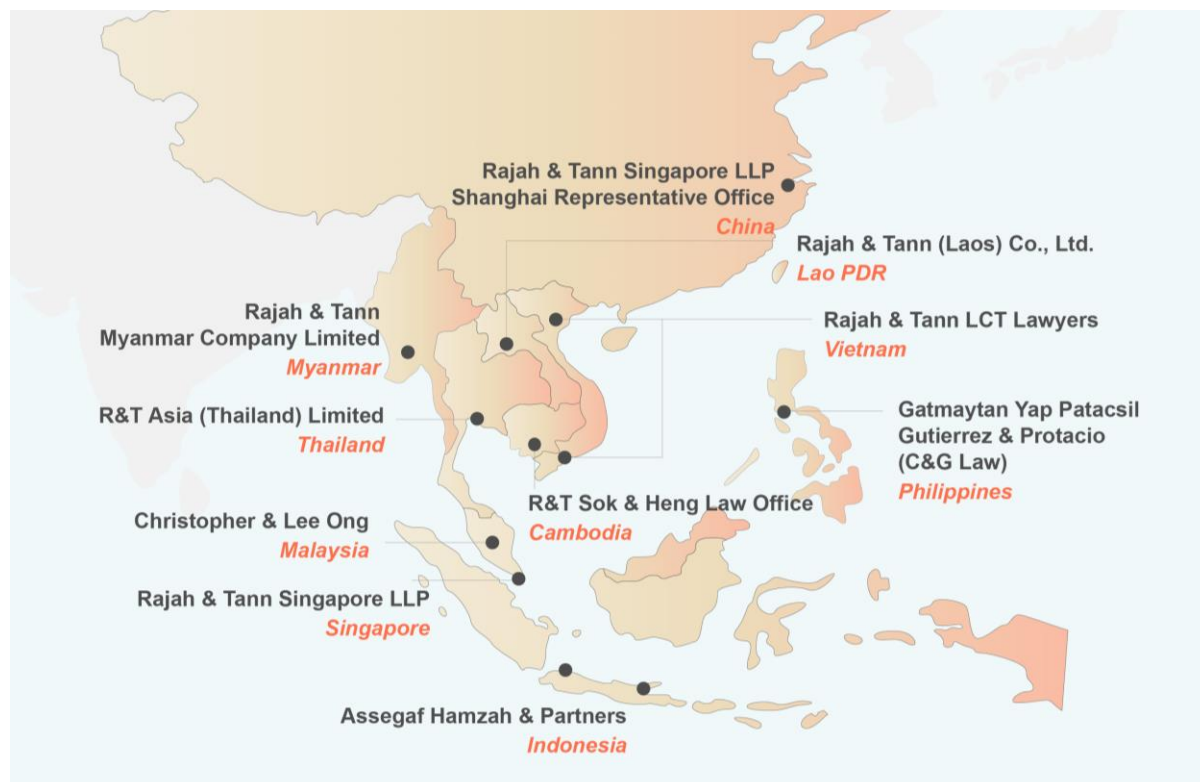 Rajah & Tann Singapore LLP
Shanghai Representative Office
China
Rajah & Tann (Laos) Co., Ltd.
Lao PDR
Rajah & Tann
Myanmar Company Limited
Myanmar
Rajah & Tann LCT Lawyers
Vietnam
R&T Asia (Thailand) Limited
Thailand
Gatmaytan Yap Patacsil
Gutierrez & Protacio
(C&G Law)
Philippines
R&T Sok & Heng Law Office
Cambodia
Christopher & Lee Ong
Malaysia
Rajah & Tann Singapore LLP
Singapore
Assegaf Hamzah & Partners
Indonesia